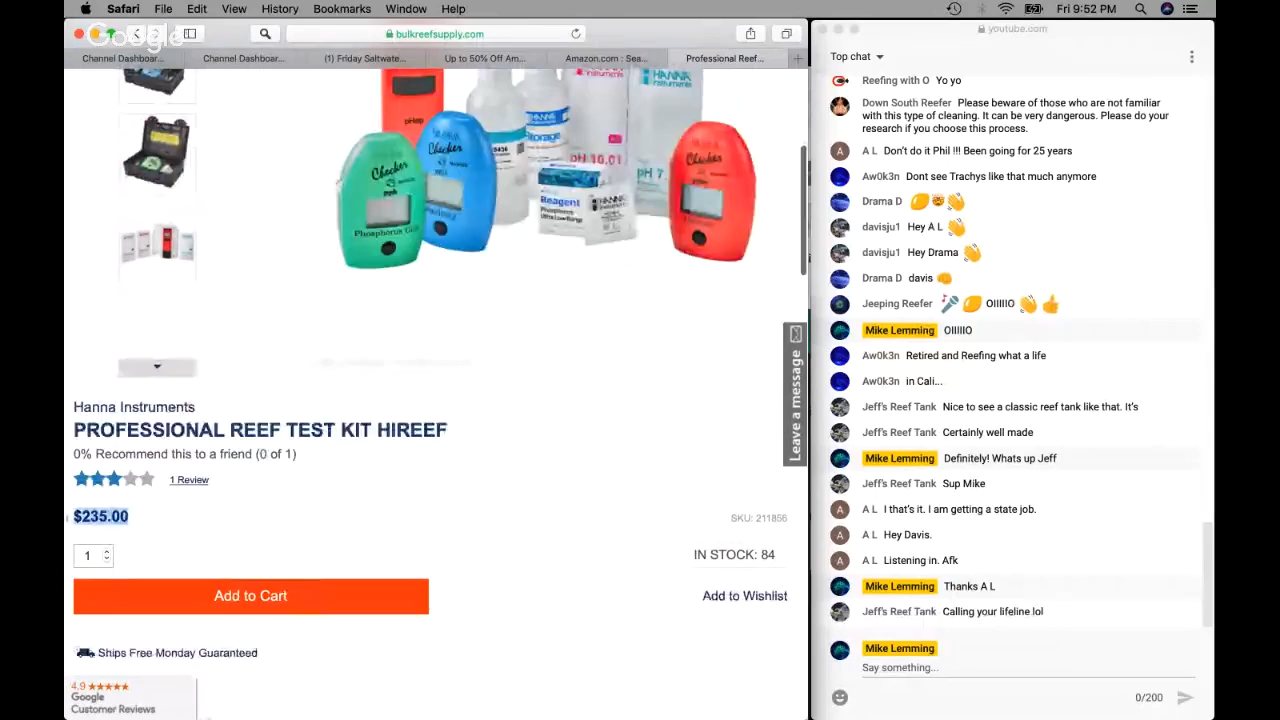 Safari File Edit View History Bookmarks Window Help
Fri 9:52 PM
Google
bulkreefsupply.com
Channel Dashboar...
Channel Dashboar...
(1) Friday Saltwate...
Up to 50% Off Am...
Amazon.com : Sea...
Professional Reef...
HANNA
instruments
HANNA
instruments
pHep
HANNA
Storage
pH 10.01
pH 7
Checker
Checker
Checker
Reagent
HANNA
Phosphorus
Hanna Instruments
PROFESSIONAL REEF TEST KIT HIREEF
0% Recommend this to a friend (0 of 1)
1 Review
$235.00
SKU: 211856
1
IN STOCK: 84
Add to Cart
Add to Wishlist
Ships Free Monday Guaranteed
4.9 ★★★★★
Google
Customer Reviews
Leave a message
youtube.com
Top chat
Reefing with O Yo yo
Down South Reefer Please beware of those who are not familiar
with this type of cleaning. It can be very dangerous. Please do your
research if you choose this process.
A L Don't do it Phil !!! Been going for 25 years
Aw0k3n Dont see Trachys like that much anymore
Drama D 🍋✊👋
davisju1 Hey A L 👋
davisju1 Hey Drama 👋
Drama D davis 👊
Jeeping Reefer 🎤🍋 OIIIIIO 👋👍
Mike Lemming OIIIIIO
Aw0k3n Retired and Reefing what a life
Aw0k3n in Cali...
Jeff's Reef Tank Nice to see a classic reef tank like that. It's
Jeff's Reef Tank Certainly well made
Mike Lemming Definitely! Whats up Jeff
Jeff's Reef Tank Sup Mike
A L I that's it. I am getting a state job.
A L Hey Davis.
A L Listening in. Afk
Mike Lemming Thanks A L
Jeff's Reef Tank Calling your lifeline lol
Mike Lemming
Say something...
0/200